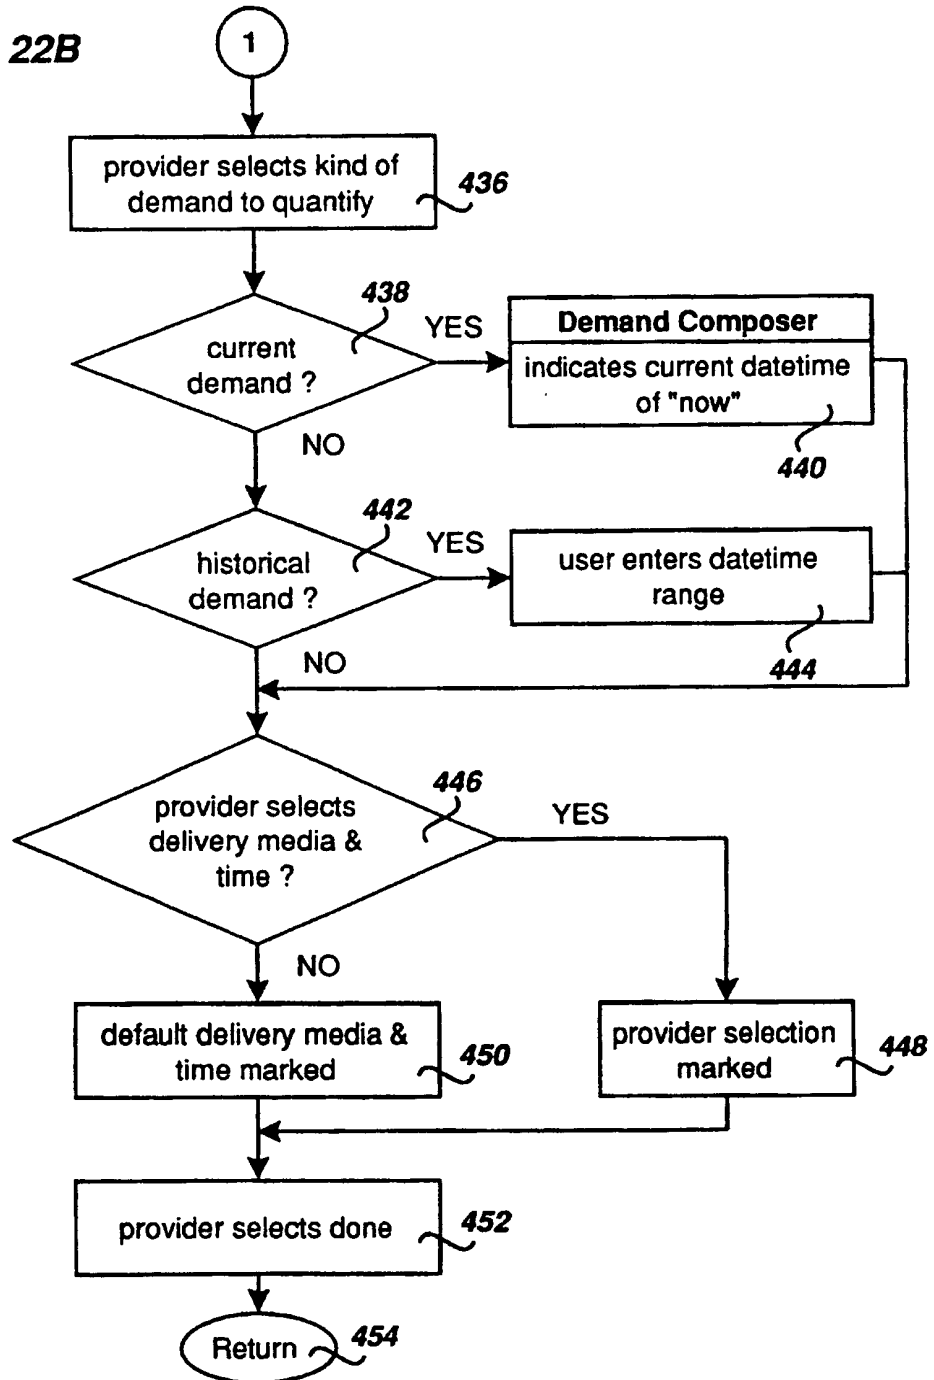 22B
1
provider selects kind of
demand to quantify
436
438
current
demand ?
YES
Demand Composer
indicates current datetime
of "now"
440
NO
442
historical
demand ?
YES
user enters datetime
range
444
NO
446
provider selects
delivery media &
time ?
YES
NO
default delivery media &
time marked
450
provider selection
marked
448
provider selects done
452
Return
454